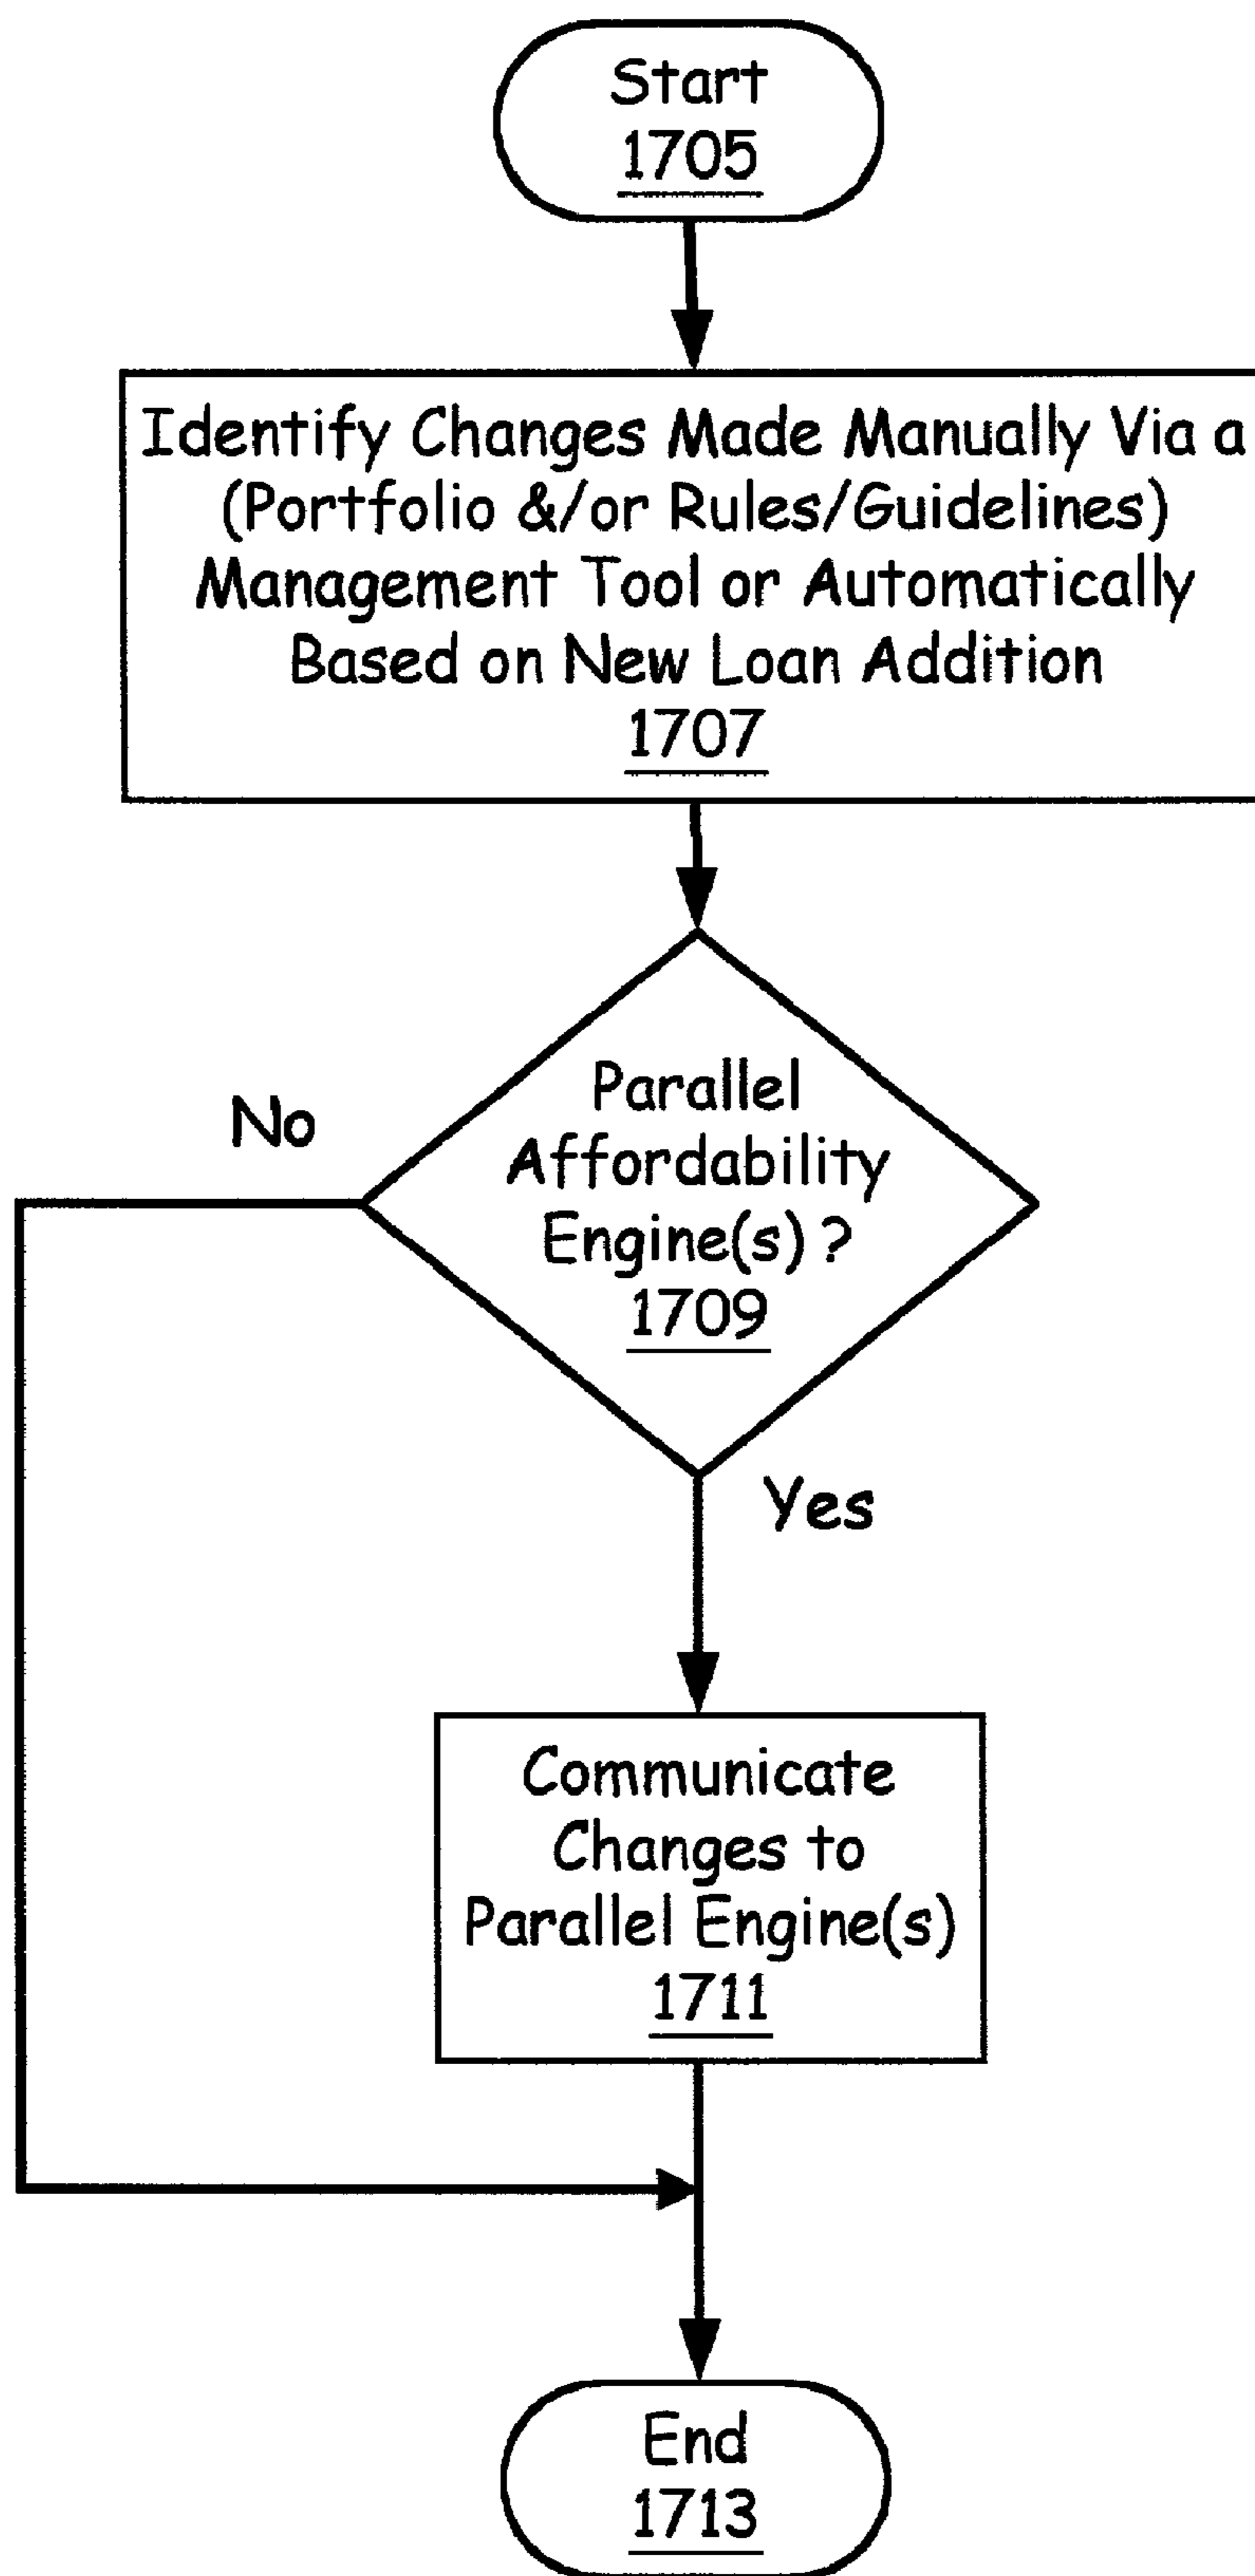 Start
1705
Identify Changes Made Manually Via a
(Portfolio &/or Rules/Guidelines)
Management Tool or Automatically
Based on New Loan Addition
1707
No
Parallel
Affordability
Engine(s) ?
1709
Yes
Communicate
Changes to
Parallel Engine(s)
1711
End
1713